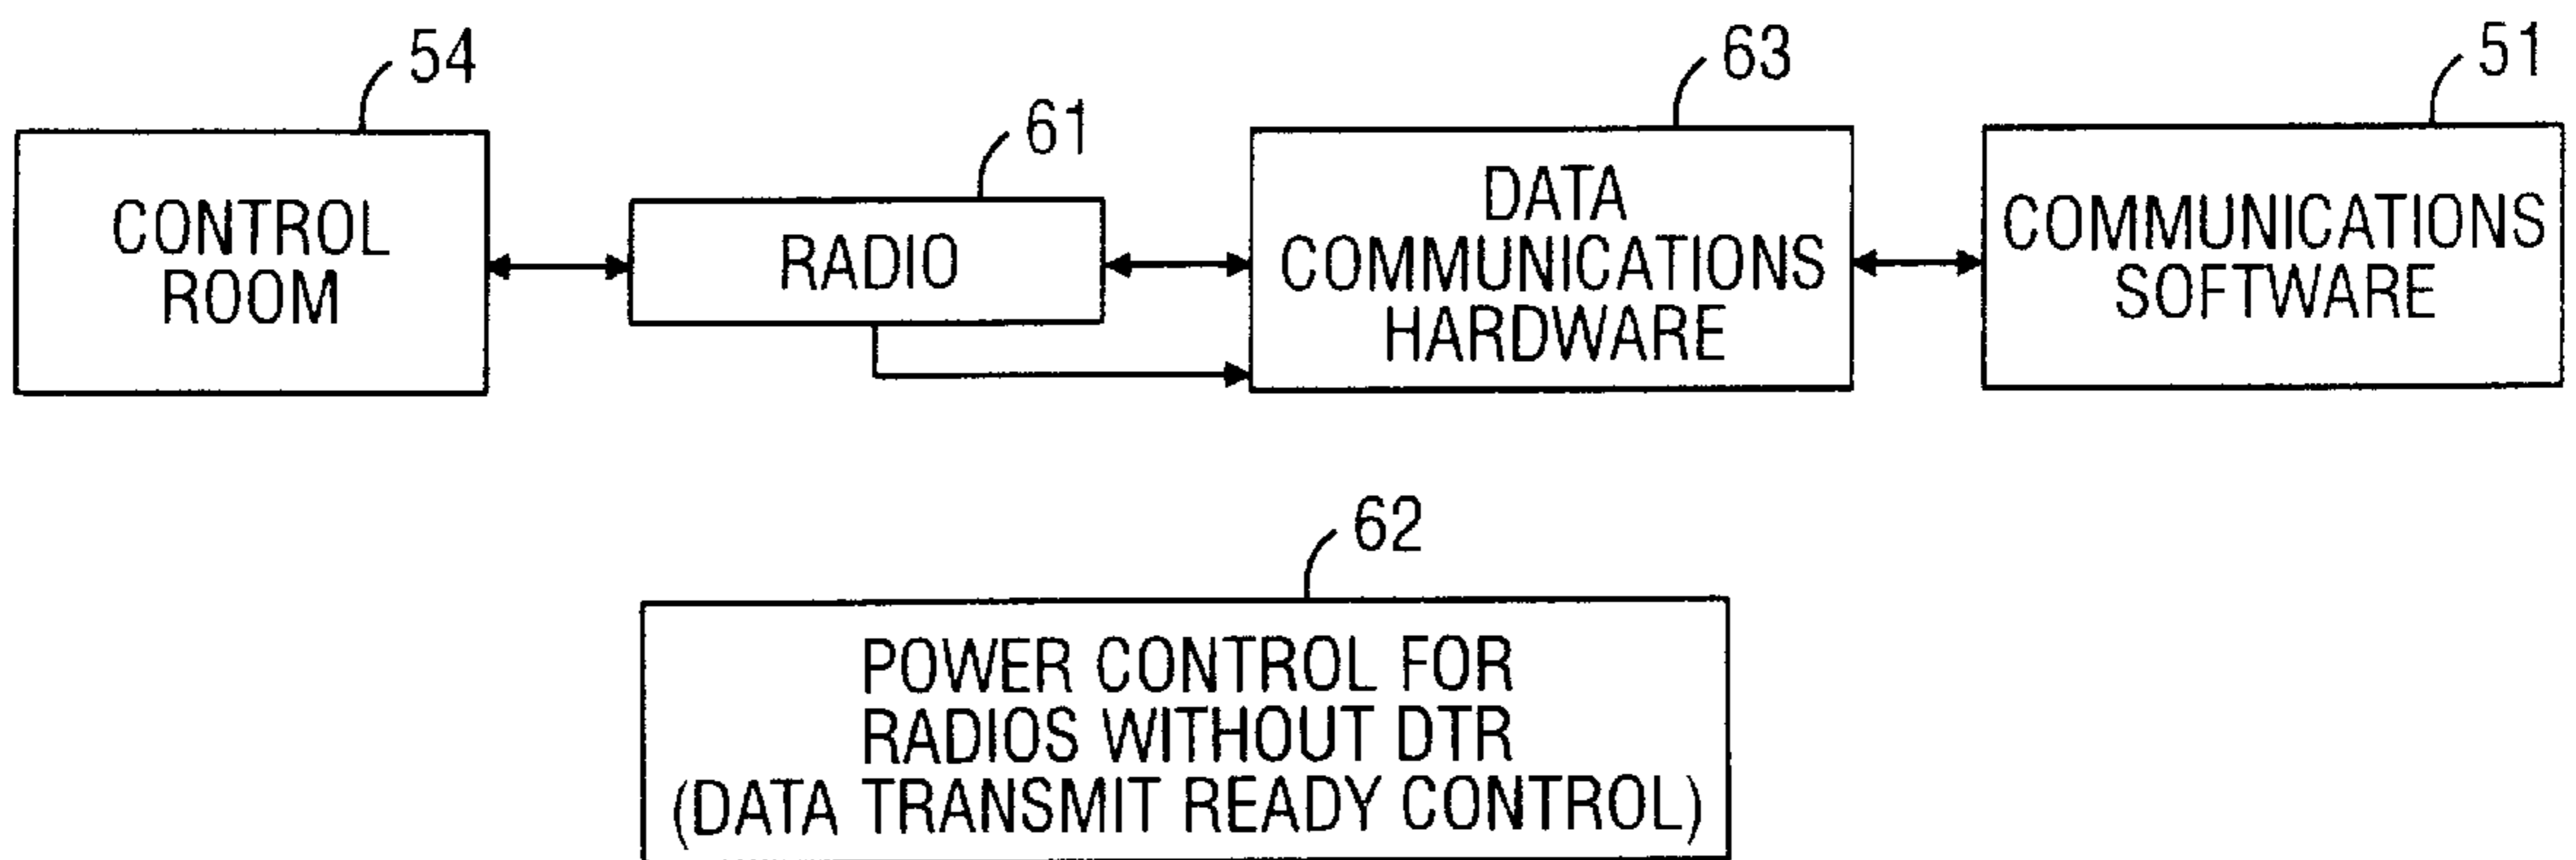 54
CONTROL
ROOM
61
RADIO
63
DATA
COMMUNICATIONS
HARDWARE
51
COMMUNICATIONS
SOFTWARE
62
POWER CONTROL FOR
RADIOS WITHOUT DTR
(DATA TRANSMIT READY CONTROL)